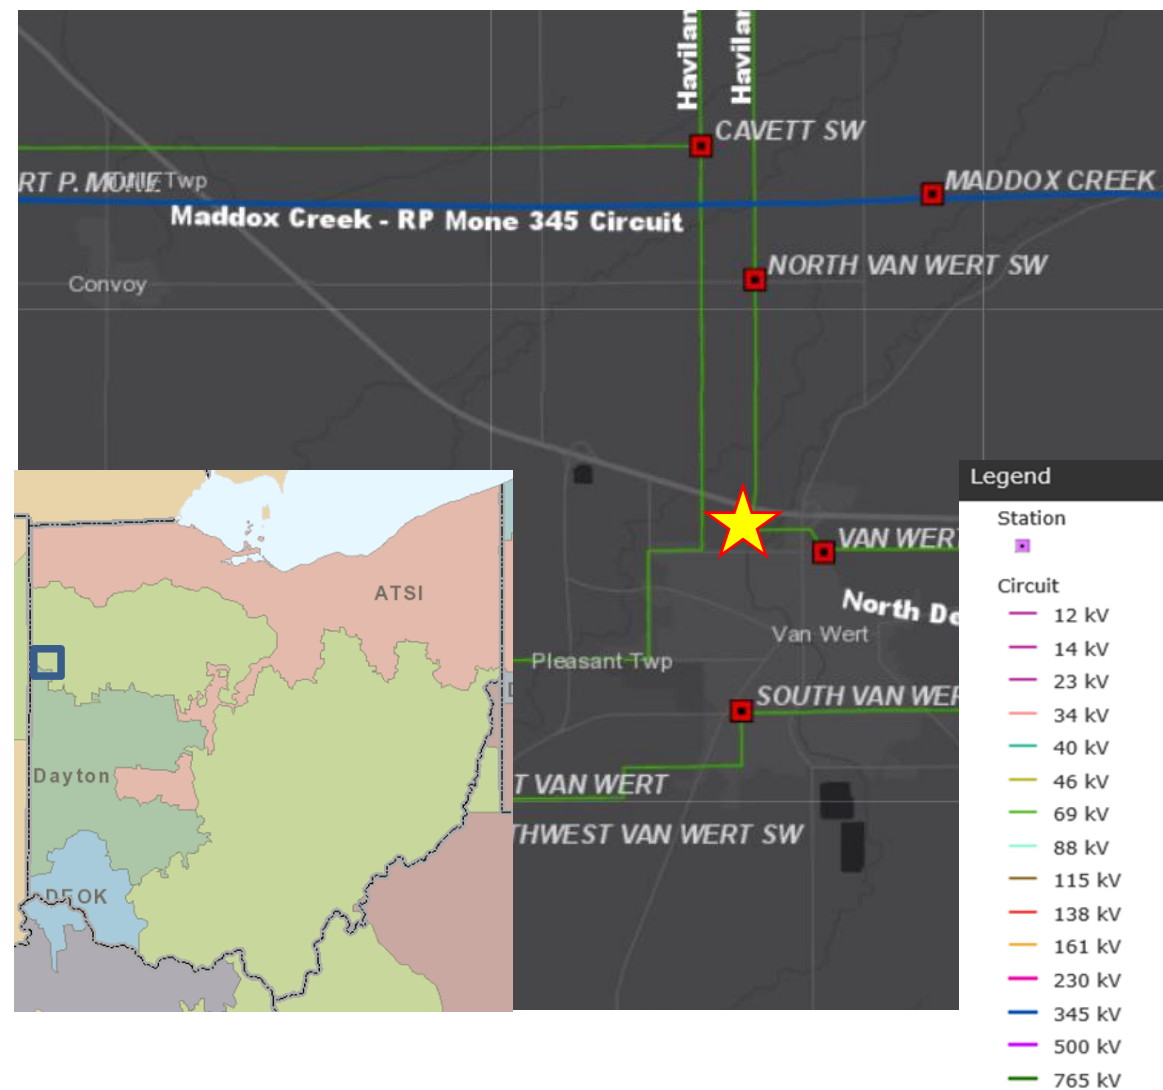 Havilan
Havilar
CAVETT SW
RT P. MONE
Twp
MADDOX CREEK
Maddox Creek - RP Mone 345 Circuit
NORTH VAN WERT SW
Convoy
Legend
Station
Circuit
12 kV
14 kV
23 kV
34 kV
40 kV
46 kV
69 kV
88 kV
115 kV
138 kV
161 kV
230 kV
345 kV
500 kV
765 kV
VAN WERT
North De
Van Wert
Pleasant Twp
SOUTH VAN WER
T VAN WERT
THWEST VAN WERT SW
ATSI
Dayton
DEOK
D